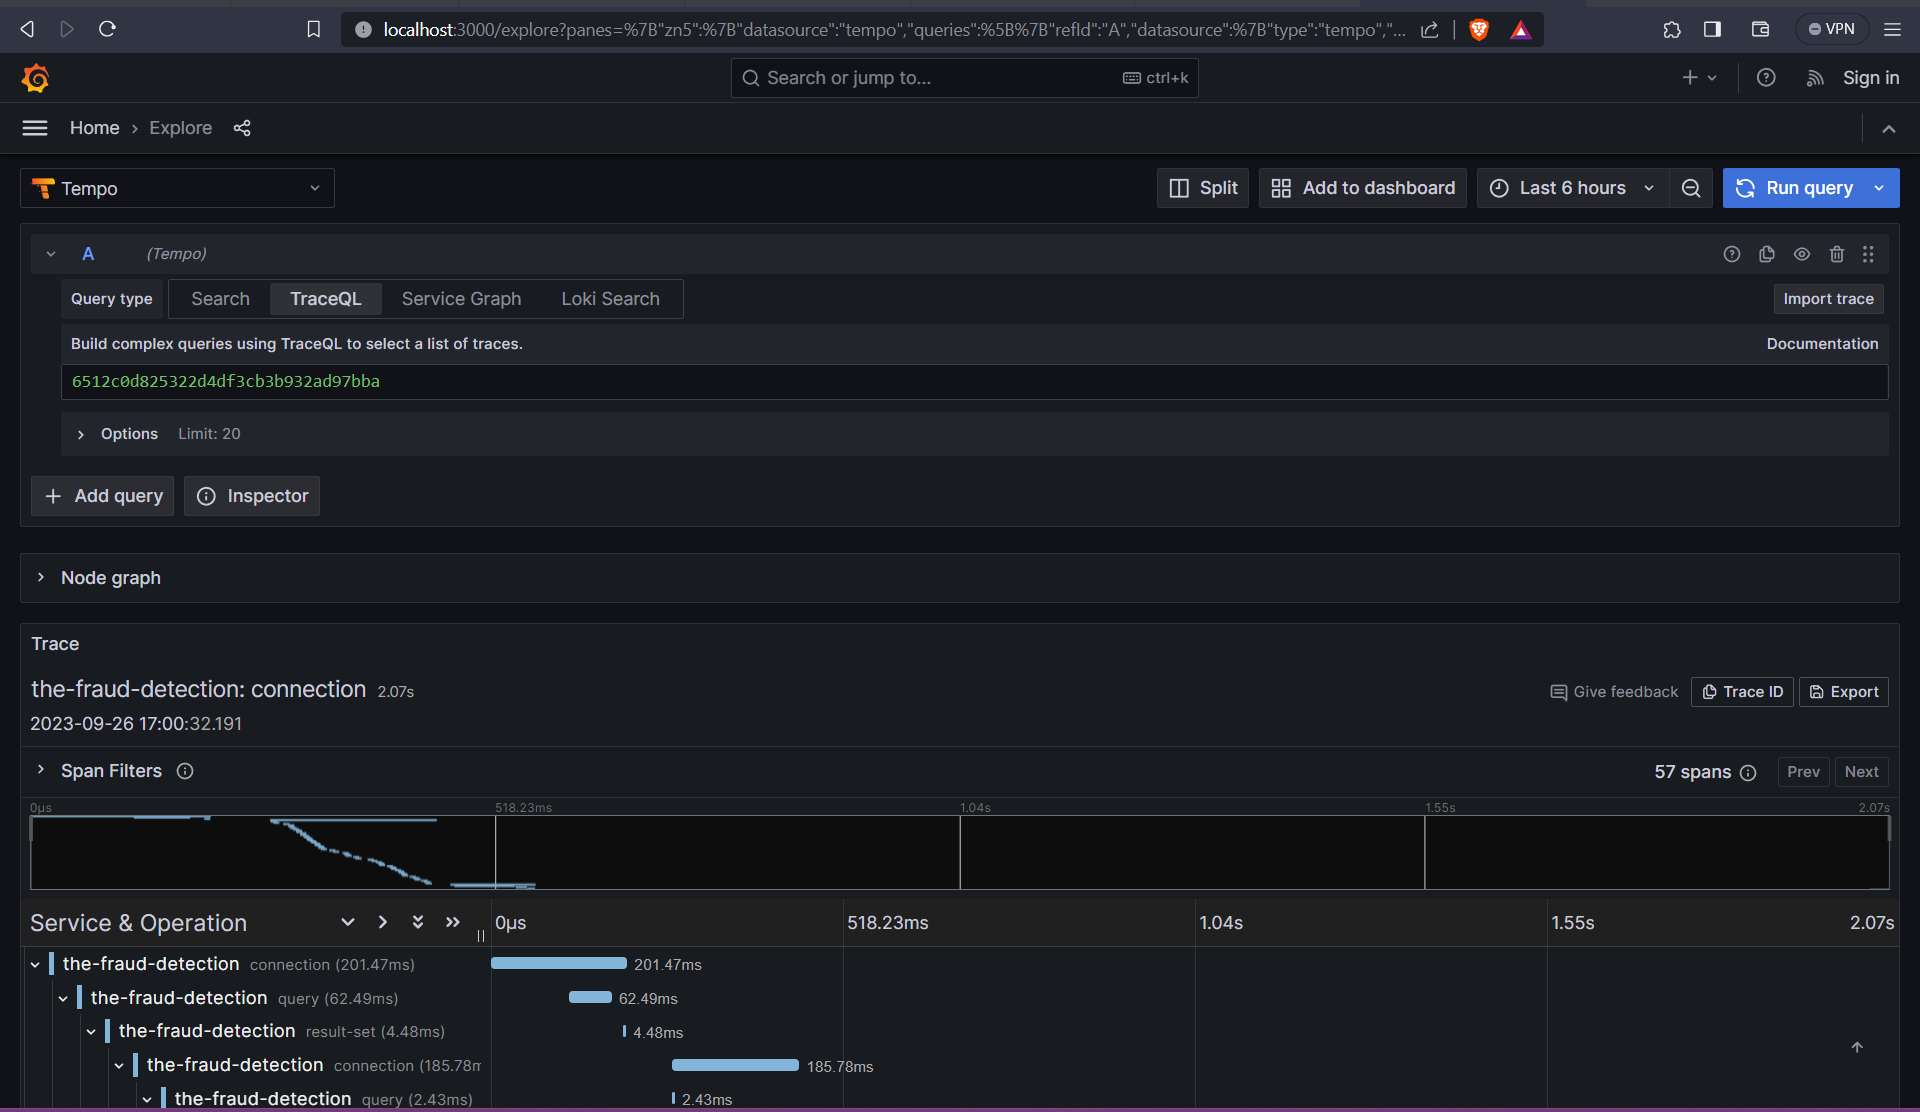 localhost:3000/explore?panes=%7B"zn5":%7B"datasource":"tempo","queries":%5B%7B"refId":"A","datasource":%7B"type":"tempo","...
VPN
Search or jump to... ctrl+k
Sign in
Home › Explore
Tempo
Split
Add to dashboard
Last 6 hours
Run query
A (Tempo)
Query type Search TraceQL Service Graph Loki Search
Import trace
Build complex queries using TraceQL to select a list of traces.
Documentation
6512c0d825322d4df3cb3b932ad97bba
Options Limit: 20
+ Add query
Inspector
Node graph
Trace
the-fraud-detection: connection 2.07s
Give feedback Trace ID Export
2023-09-26 17:00:32.191
Span Filters
57 spans Prev Next
0µs 518.23ms 1.04s 1.55s 2.07s
Service & Operation
0µs 518.23ms 1.04s 1.55s 2.07s
the-fraud-detection connection (201.47ms) 201.47ms
the-fraud-detection query (62.49ms) 62.49ms
the-fraud-detection result-set (4.48ms) 4.48ms
the-fraud-detection connection (185.78m 185.78ms
the-fraud-detection query (2.43ms) 2.43ms